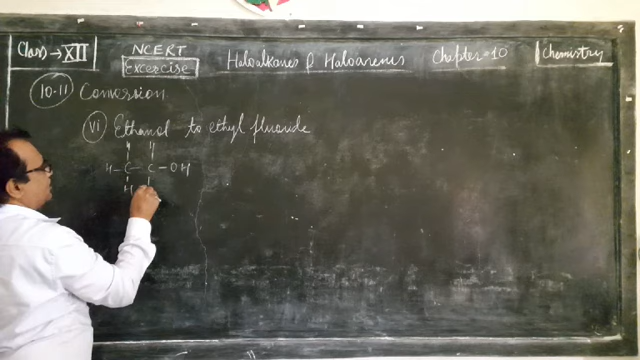 Class → XII NCERT Excercise Haloalkanes & Haloarenes Chapter = 10 Chemistry
10.11 Conversion
VI Ethanol to ethyl fluoride
H H
H - C - C - OH
H